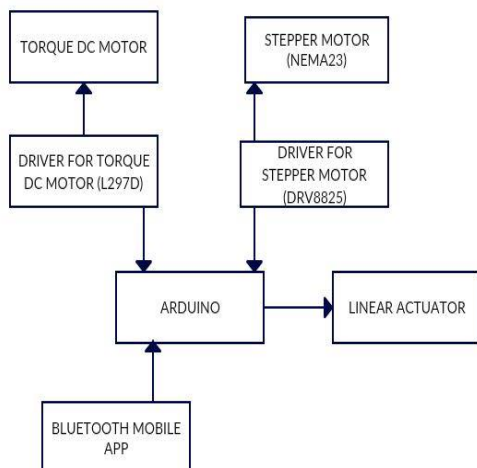 TORQUE DC MOTOR
STEPPER MOTOR
(NEMA23)
DRIVER FOR TORQUE
DC MOTOR (L297D)
DRIVER FOR
STEPPER MOTOR
(DRV8825)
ARDUINO
LINEAR ACTUATOR
BLUETOOTH MOBILE
APP